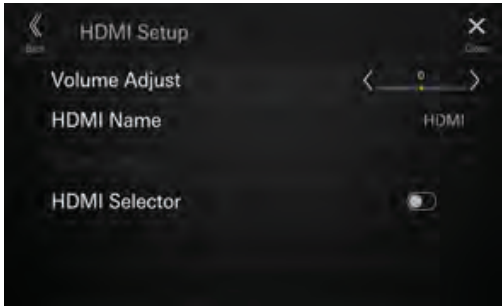 HDMI Setup
Back
Close
Volume Adjust
0
HDMI Name
HDMI
HDMI Selector